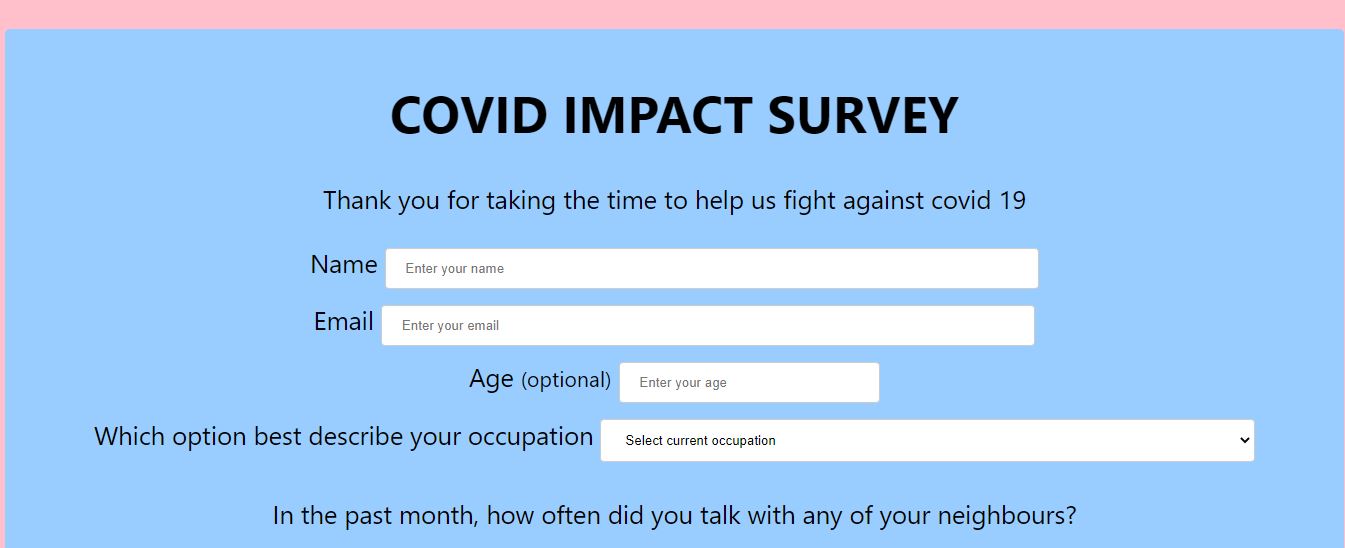 COVID IMPACT SURVEY
Thank you for taking the time to help us fight against covid 19
Name Enter your name
Email Enter your email
Age (optional) Enter your age
Which option best describe your occupation Select current occupation
In the past month, how often did you talk with any of your neighbours?